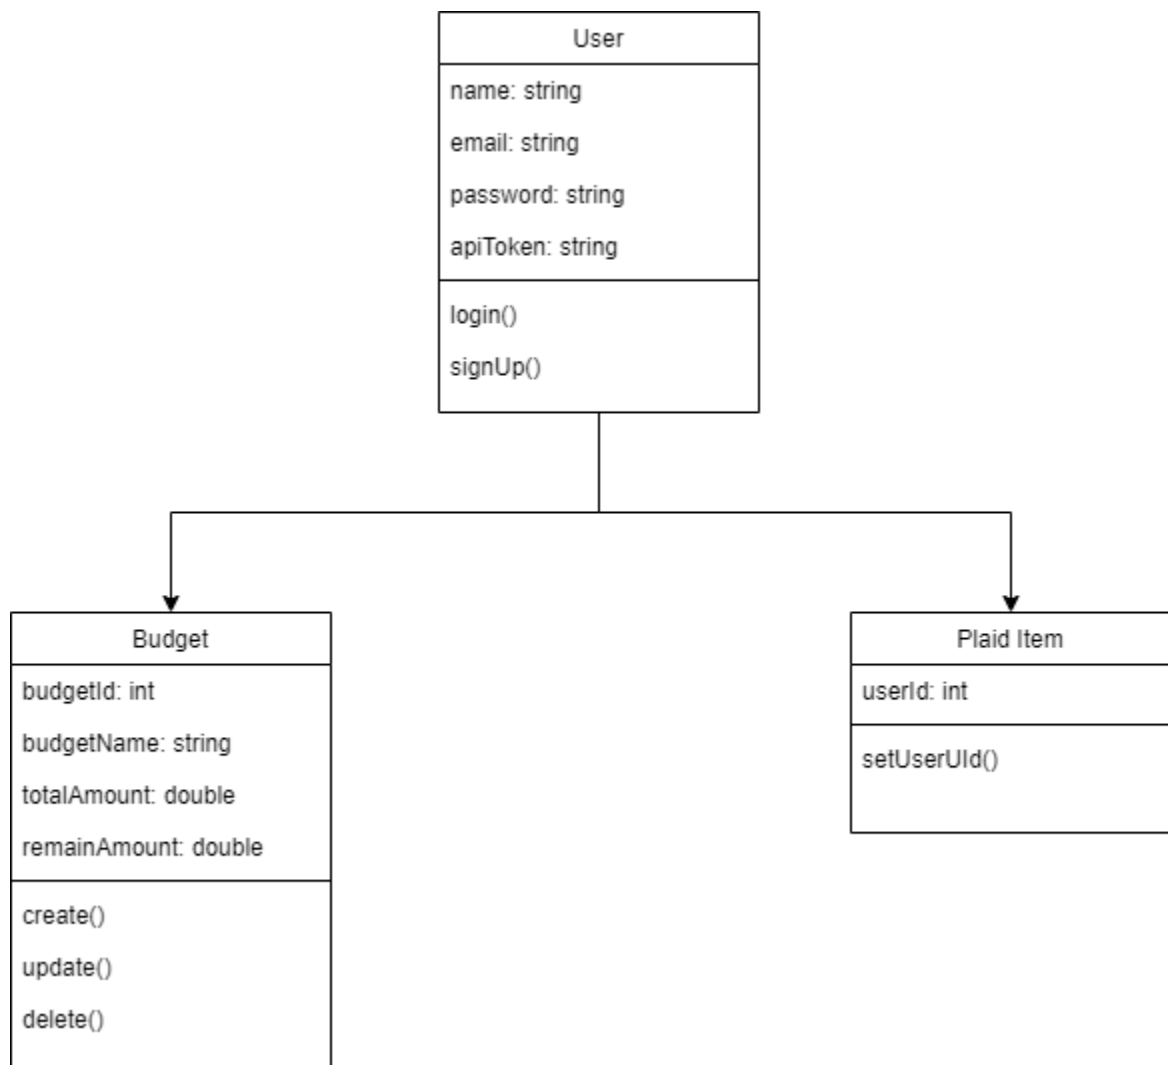 User
name: string
email: string
password: string
apiToken: string
login()
signUp()
Budget
budgetId: int
budgetName: string
totalAmount: double
remainAmount: double
create()
update()
delete()
Plaid Item
userId: int
setUserUId()